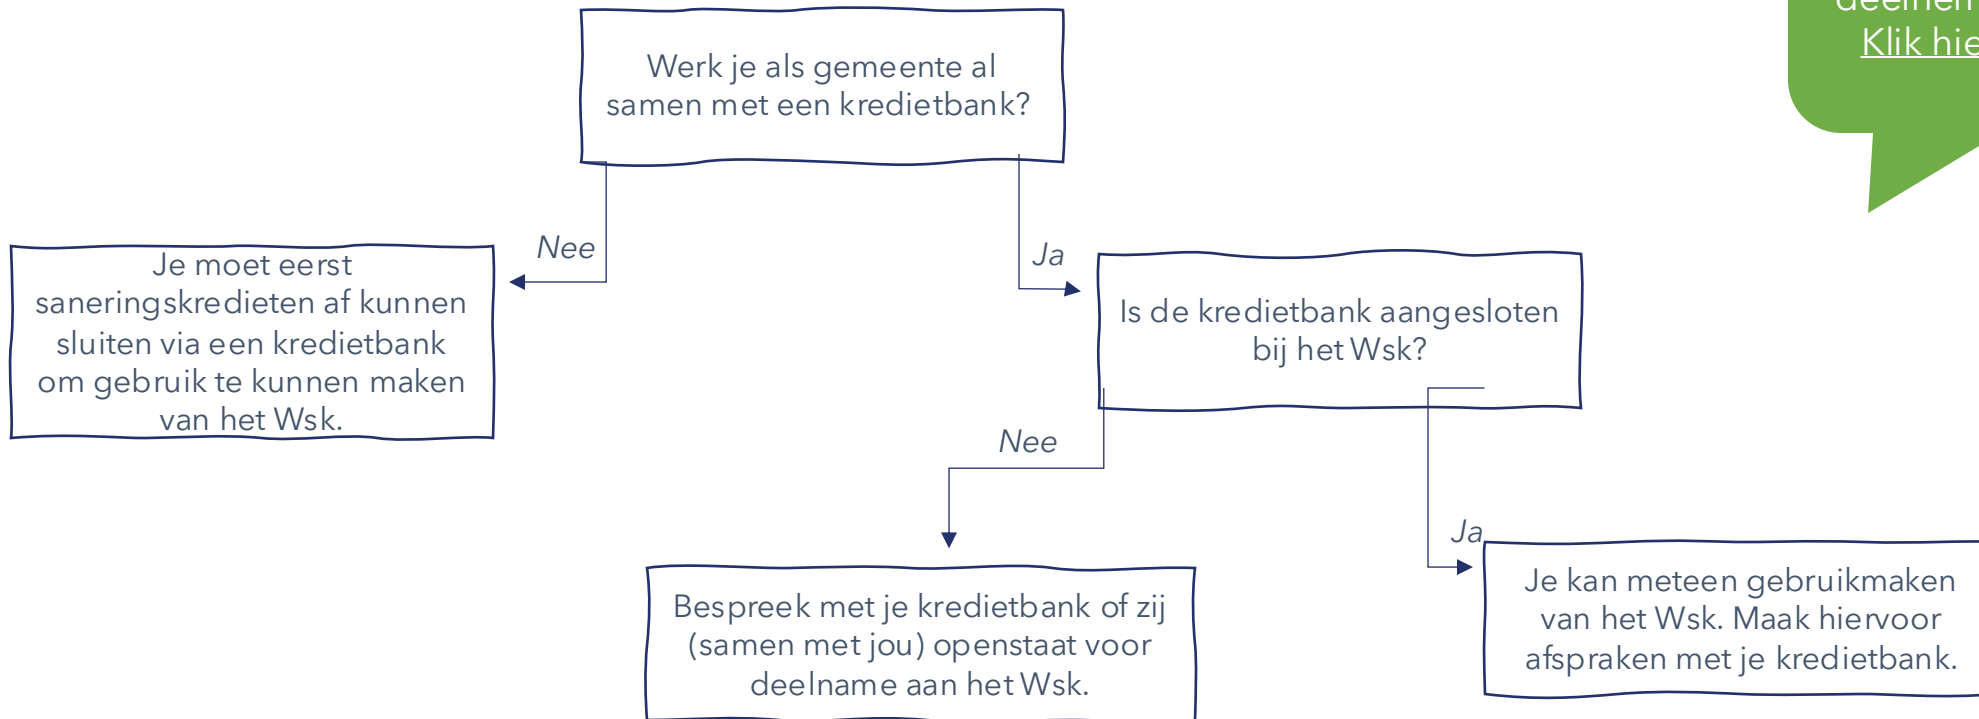 Klik
Werk je als gemeente al
samen met een kredietbank?
Nee
Ja
Je moet eerst
saneringskredieten af kunnen
sluiten via een kredietbank
om gebruik te kunnen maken
van het Wsk.
Is de kredietbank aangesloten
bij het Wsk?
Nee
Ja
Bespreek met je kredietbank of zij
(samen met jou) openstaat voor
deelname aan het Wsk.
Je kan meteen gebruikmaken
van het Wsk. Maak hiervoor
afspraken met je kredietbank.